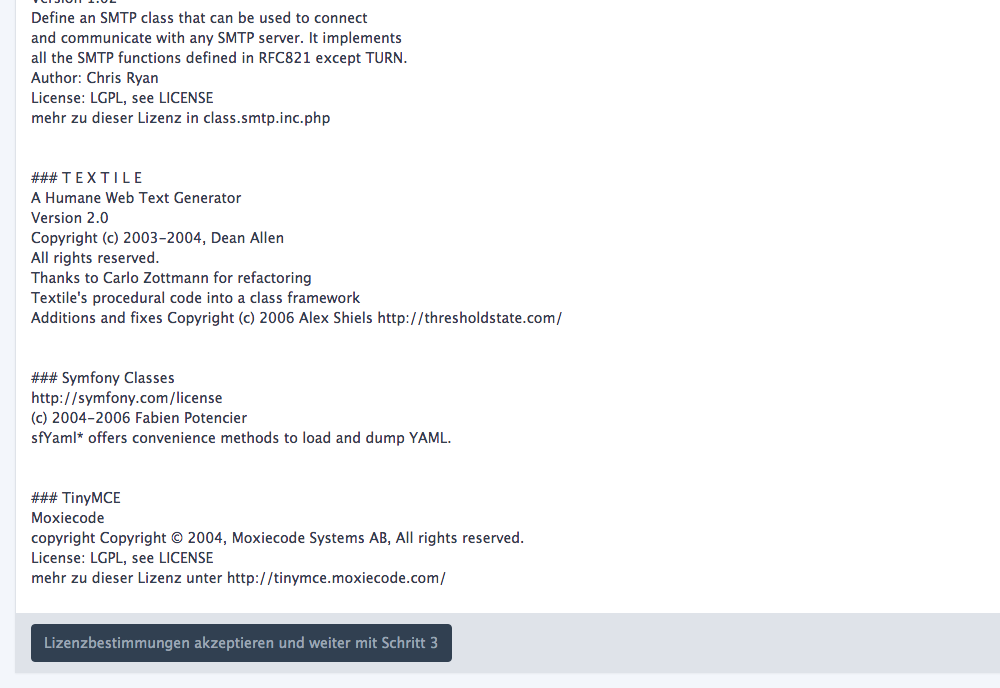 Version 1.02
Define an SMTP class that can be used to connect
and communicate with any SMTP server. It implements
all the SMTP functions defined in RFC821 except TURN.
Author: Chris Ryan
License: LGPL, see LICENSE
mehr zu dieser Lizenz in class.smtp.inc.php
### T E X T I L E
A Humane Web Text Generator
Version 2.0
Copyright (c) 2003-2004, Dean Allen
All rights reserved.
Thanks to Carlo Zottmann for refactoring
Textile's procedural code into a class framework
Additions and fixes Copyright (c) 2006 Alex Shiels http://thresholdstate.com/
### Symfony Classes
http://symfony.com/license
(c) 2004-2006 Fabien Potencier
sfYaml* offers convenience methods to load and dump YAML.
### TinyMCE
Moxiecode
copyright Copyright © 2004, Moxiecode Systems AB, All rights reserved.
License: LGPL, see LICENSE
mehr zu dieser Lizenz unter http://tinymce.moxiecode.com/
Lizenzbestimmungen akzeptieren und weiter mit Schritt 3